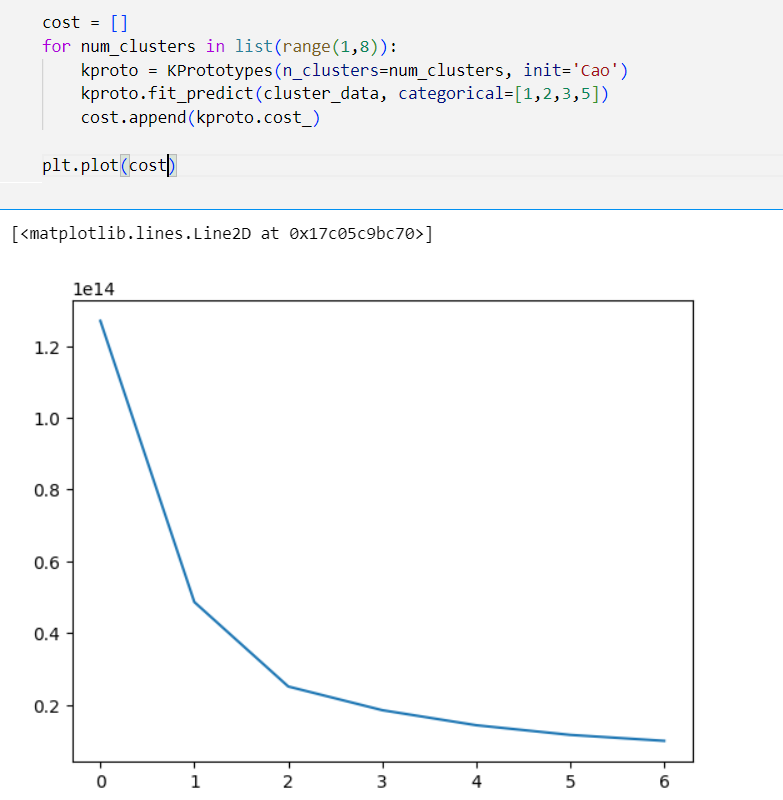 cost = []
for num_clusters in list(range(1,8)):
    kproto = KPrototypes(n_clusters=num_clusters, init='Cao')
    kproto.fit_predict(cluster_data, categorical=[1,2,3,5])
    cost.append(kproto.cost_)
plt.plot(cost)
[<matplotlib.lines.Line2D at 0x17c05c9bc70>]
1e14
1.2
1.0
0.8
0.6
0.4
0.2
0 1 2 3 4 5 6